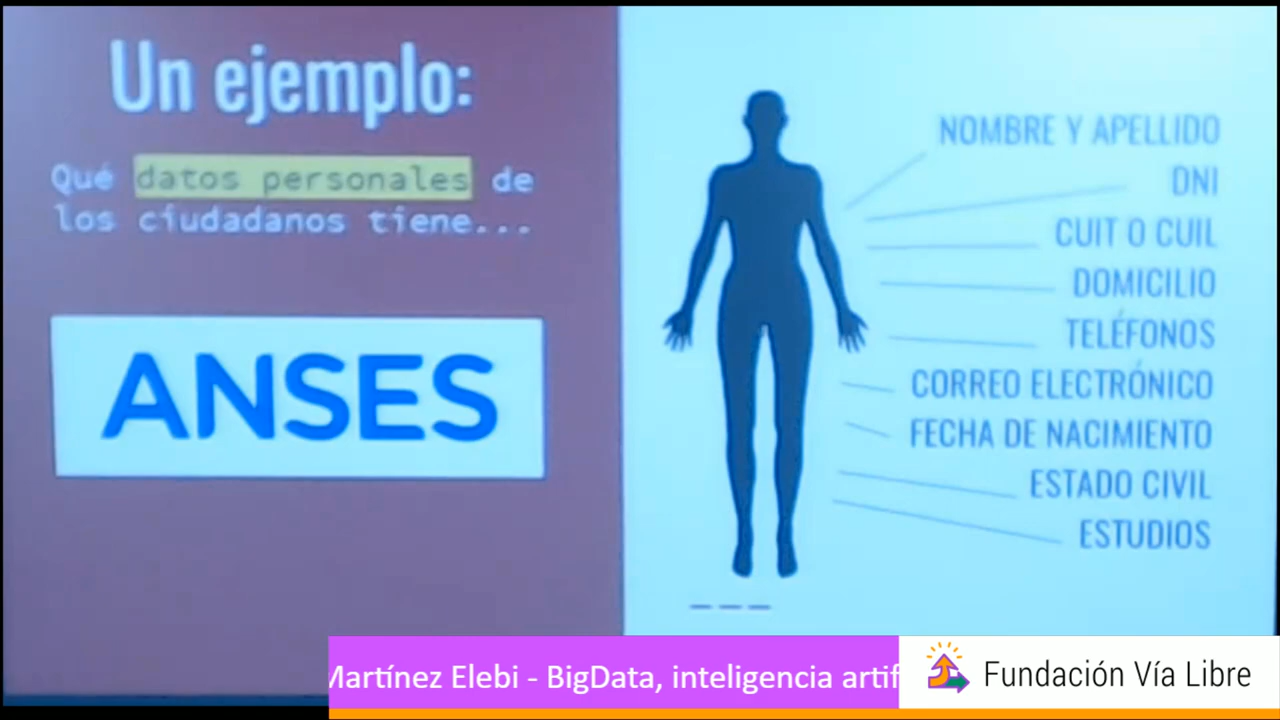 Un ejemplo:
Qué datos personales de
los ciudadanos tiene...
ANSES
NOMBRE Y APELLIDO
DNI
CUIT O CUIL
DOMICILIO
TELÉFONOS
CORREO ELECTRÓNICO
FECHA DE NACIMIENTO
ESTADO CIVIL
ESTUDIOS
Martínez Elebi - BigData, inteligencia artif
Fundación Vía Libre